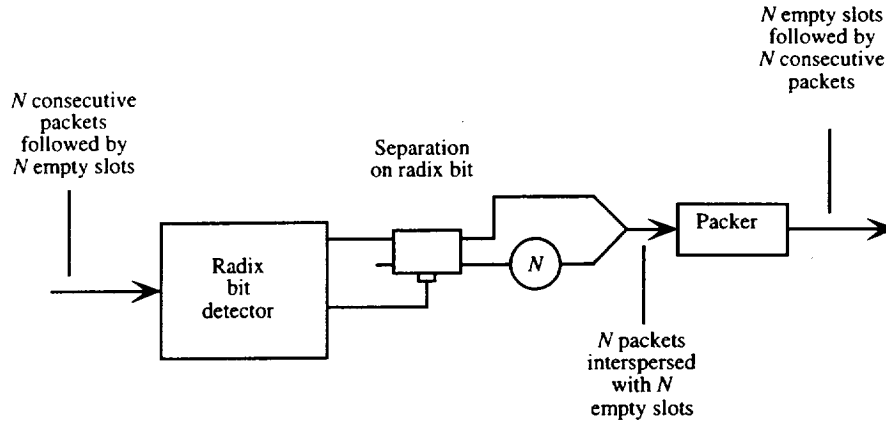 N consecutive
packets
followed by
N empty slots
Separation
on radix bit
N empty slots
followed by
N consecutive
packets
Radix
bit
detector
N
Packer
N packets
interspersed
with N
empty slots